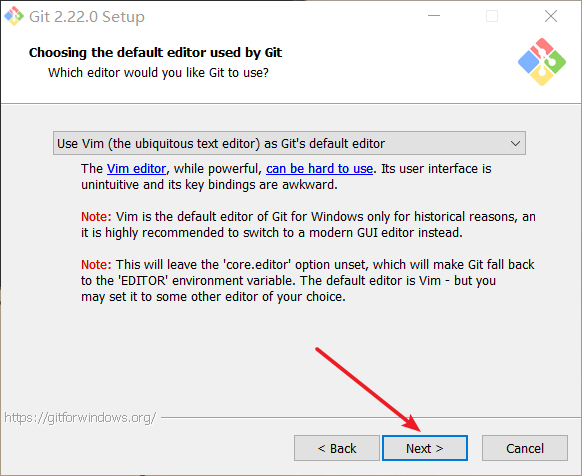 Git 2.22.0 Setup
Choosing the default editor used by Git
Which editor would you like Git to use?
Use Vim (the ubiquitous text editor) as Git's default editor
The Vim editor, while powerful, can be hard to use. Its user interface is
unintuitive and its key bindings are awkward.
Note: Vim is the default editor of Git for Windows only for historical reasons, an
it is highly recommended to switch to a modern GUI editor instead.
Note: This will leave the 'core.editor' option unset, which will make Git fall back
to the 'EDITOR' environment variable. The default editor is Vim - but you
may set it to some other editor of your choice.
https://gitforwindows.org/
< Back
Next >
Cancel